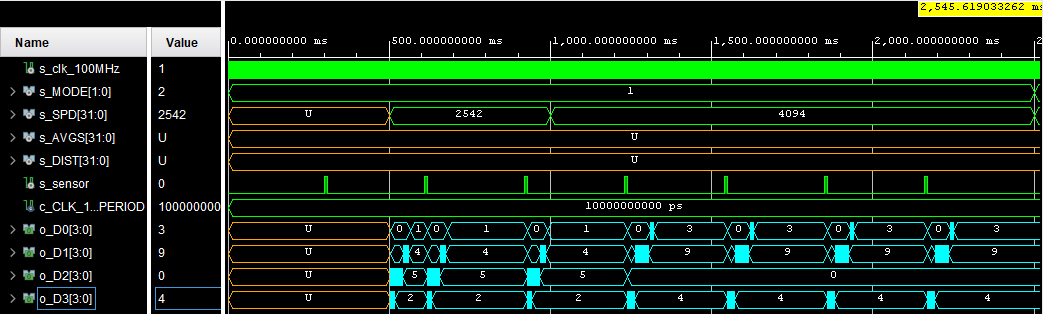 2,545.619033262 ms
Name Value
0.000000000 ms 500.000000000 ms 1,000.000000000 ms 1,500.000000000 ms 2,000.000000000 ms 2
s_clk_100MHz 1
s_MODE[1:0] 2 1
s_SPD[31:0] 2542 U 2542 4094
s_AVGS[31:0] U U
s_DIST[31:0] U U
s_sensor 0
c_CLK_1...PERIOD 100000000 10000000000 ps
o_D0[3:0] 3 U 0 1 0 1 0 1 0 3 0 3 0 3 0 3
o_D1[3:0] 9 U 4 4 4 9 9 9 9
o_D2[3:0] 0 U 5 5 5 0
o_D3[3:0] 4 U 2 2 2 4 4 4 4